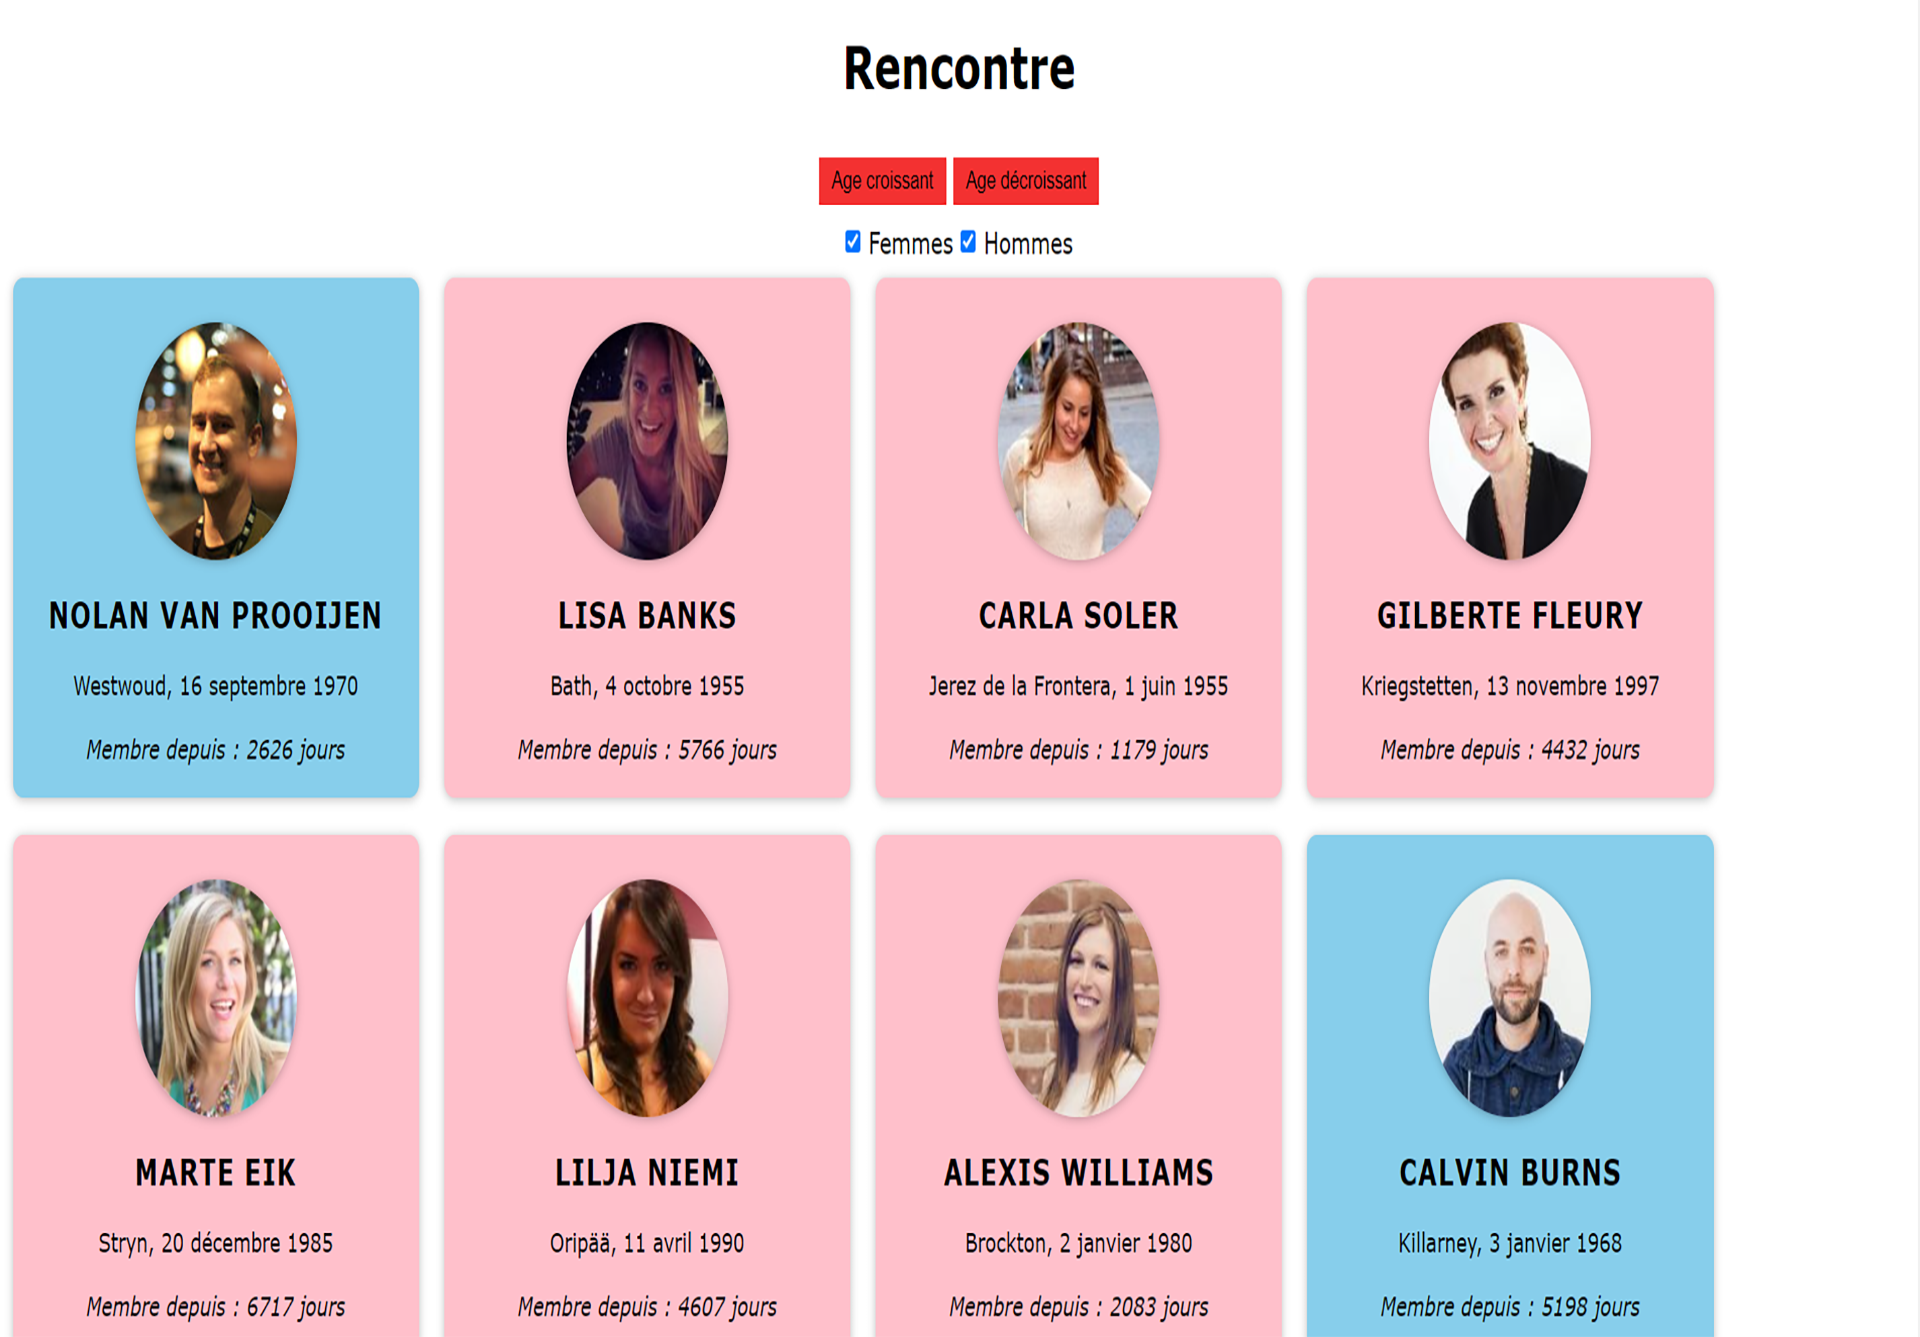 Rencontre
Age croissant Age décroissant
Femmes Hommes
NOLAN VAN PROOIJEN
Westwoud, 16 septembre 1970
Membre depuis : 2626 jours
LISA BANKS
Bath, 4 octobre 1955
Membre depuis : 5766 jours
CARLA SOLER
Jerez de la Frontera, 1 juin 1955
Membre depuis : 1179 jours
GILBERTE FLEURY
Kriegstetten, 13 novembre 1997
Membre depuis : 4432 jours
MARTE EIK
Stryn, 20 décembre 1985
Membre depuis : 6717 jours
LILJA NIEMI
Oripää, 11 avril 1990
Membre depuis : 4607 jours
ALEXIS WILLIAMS
Brockton, 2 janvier 1980
Membre depuis : 2083 jours
CALVIN BURNS
Killarney, 3 janvier 1968
Membre depuis : 5198 jours